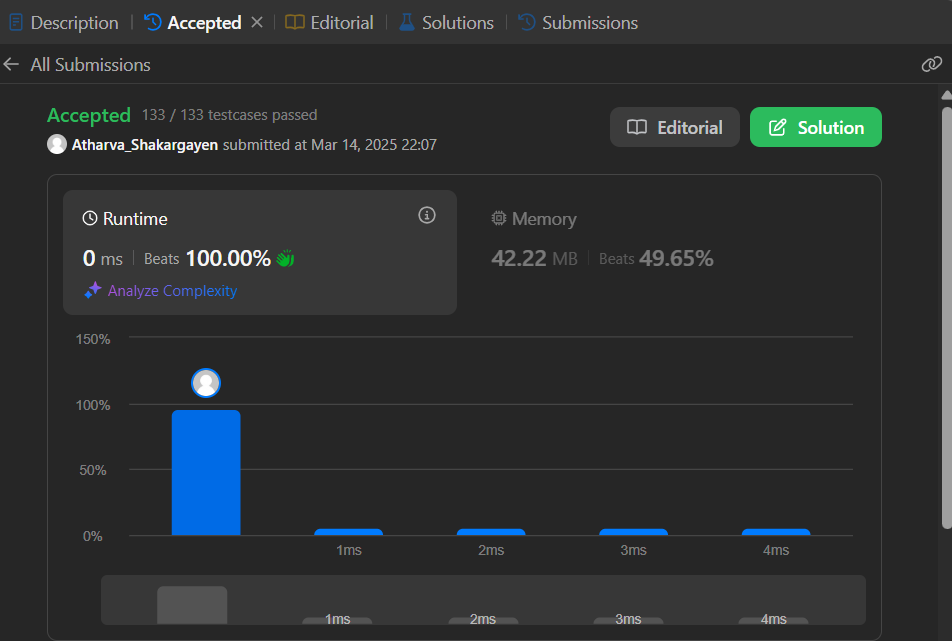 Description Accepted Editorial Solutions Submissions
All Submissions
Accepted 133 / 133 testcases passed
Editorial
Solution
Atharva_Shakargayen submitted at Mar 14, 2025 22:07
Runtime
0 ms Beats 100.00%
Analyze Complexity
Memory
42.22 MB Beats 49.65%
150%
100%
50%
0%
1ms 2ms 3ms 4ms
1ms 2ms 3ms 4ms